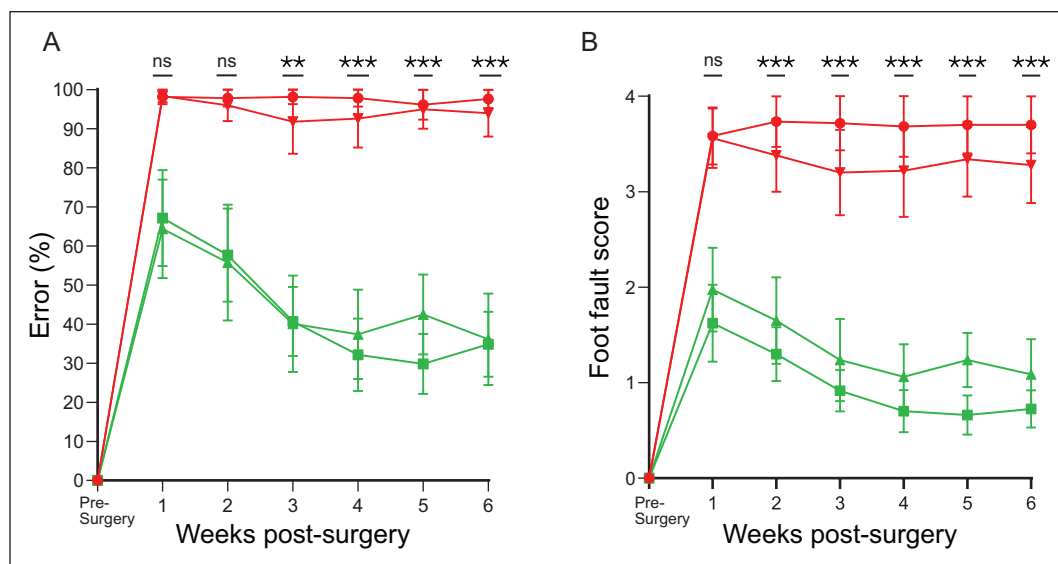 A
ns ns ** *** *** ***
100
90
80
70
60
50
40
30
20
10
0
Error (%)
Pre-
Surgery
1 2 3 4 5 6
Weeks post-surgery
B
ns *** *** *** *** ***
4
3
2
1
0
Foot fault score
Pre-
Surgery
1 2 3 4 5 6
Weeks post-surgery